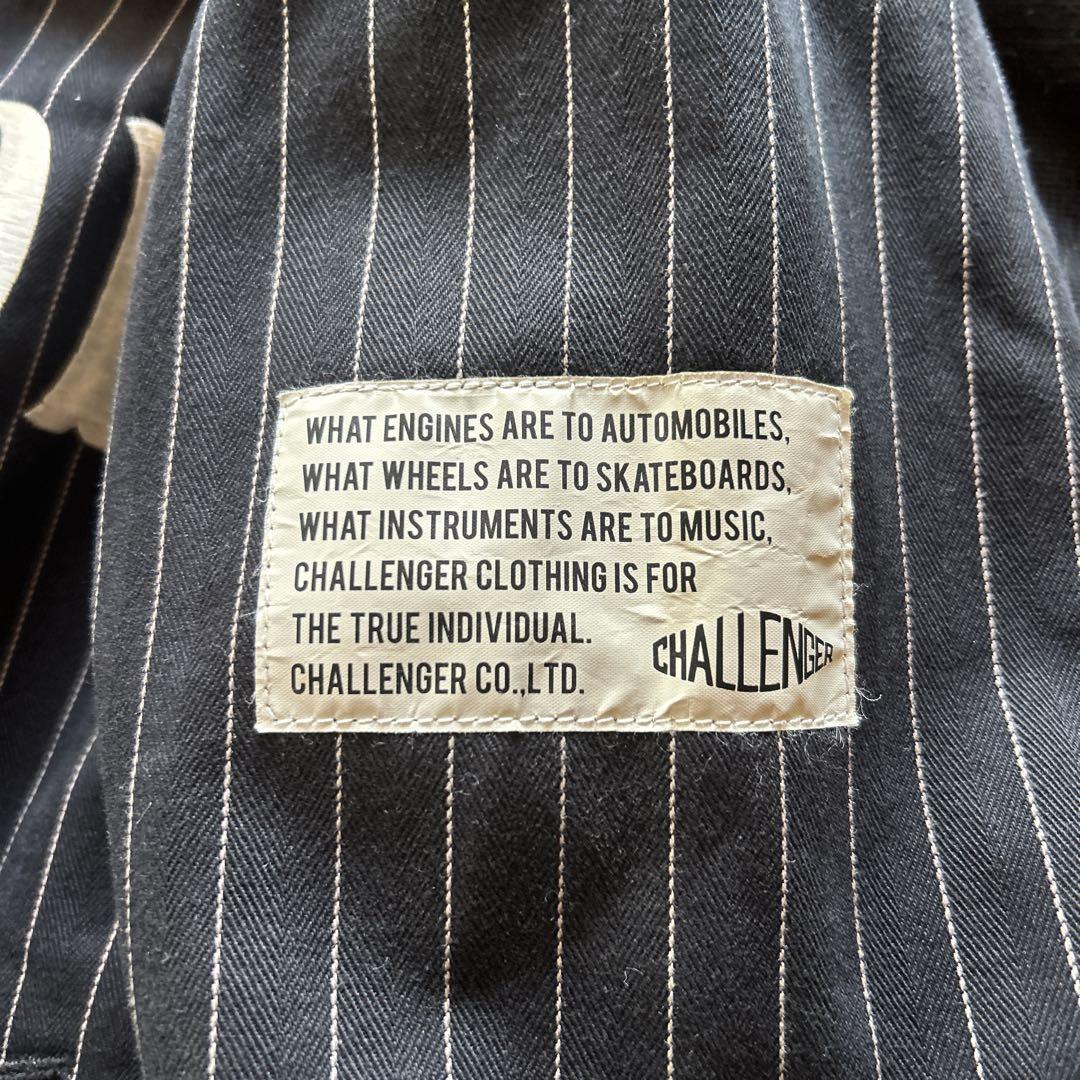 WHAT ENGINES ARE TO AUTOMOBILES,
WHAT WHEELS ARE TO SKATEBOARDS,
WHAT INSTRUMENTS ARE TO MUSIC,
CHALLENGER CLOTHING IS FOR
THE TRUE INDIVIDUAL.
CHALLENGER CO.,LTD.
CHALLENGER